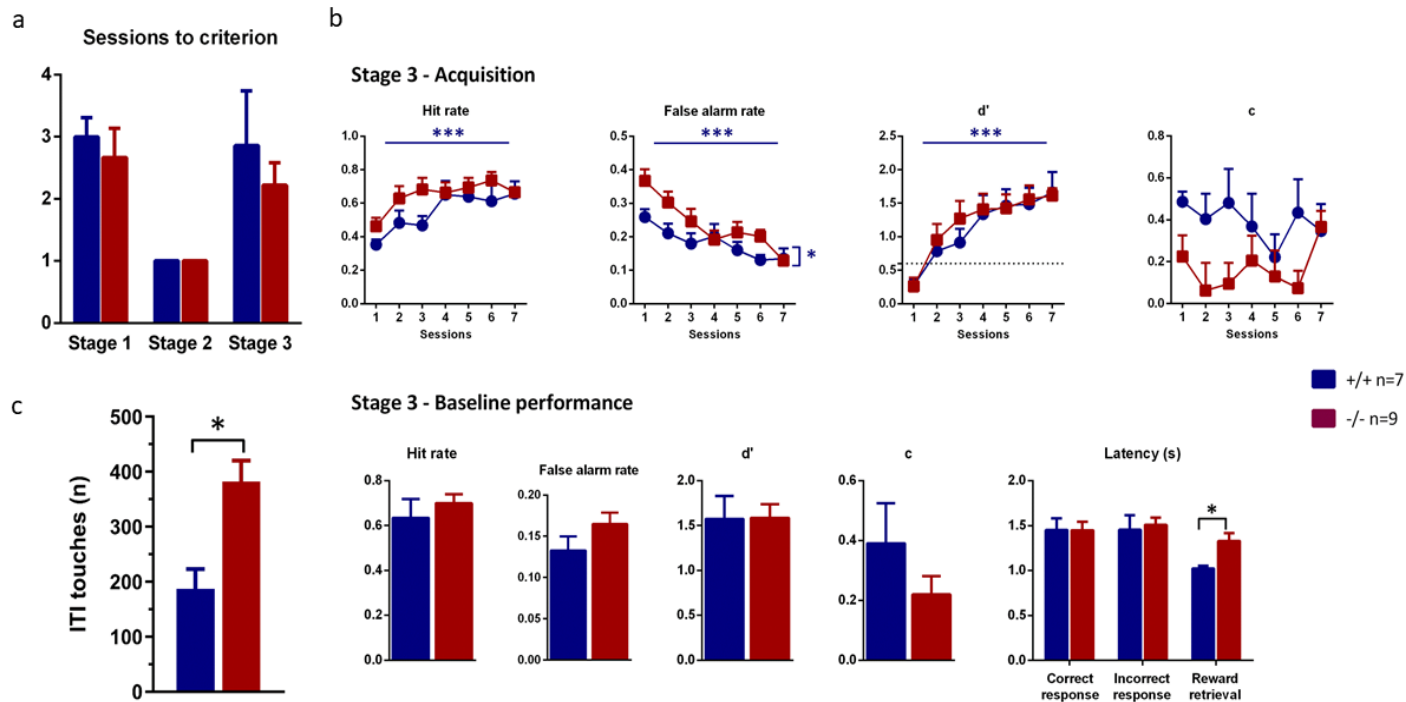 a
Sessions to criterion
4
3
2
1
0
Stage 1 Stage 2 Stage 3
b
Stage 3 - Acquisition
Hit rate
***
1.0
0.8
0.6
0.4
0.2
0.0
1 2 3 4 5 6 7
Sessions
False alarm rate
***
0.5
0.4
0.3
0.2
0.1
0.0
*
1 2 3 4 5 6 7
Sessions
d'
***
2.5
2.0
1.5
1.0
0.5
0.0
1 2 3 4 5 6 7
Sessions
c
0.8
0.6
0.4
0.2
0.0
1 2 3 4 5 6 7
Sessions
+/+ n=7
-/- n=9
c
ITI touches (n)
*
500
400
300
200
100
0
Stage 3 - Baseline performance
Hit rate
0.8
0.6
0.4
0.2
0.0
False alarm rate
0.20
0.15
0.10
0.05
0.00
d'
2.0
1.5
1.0
0.5
0.0
c
0.6
0.4
0.2
0.0
Latency (s)
*
2.0
1.5
1.0
0.5
0.0
Correct response
Incorrect response
Reward retrieval